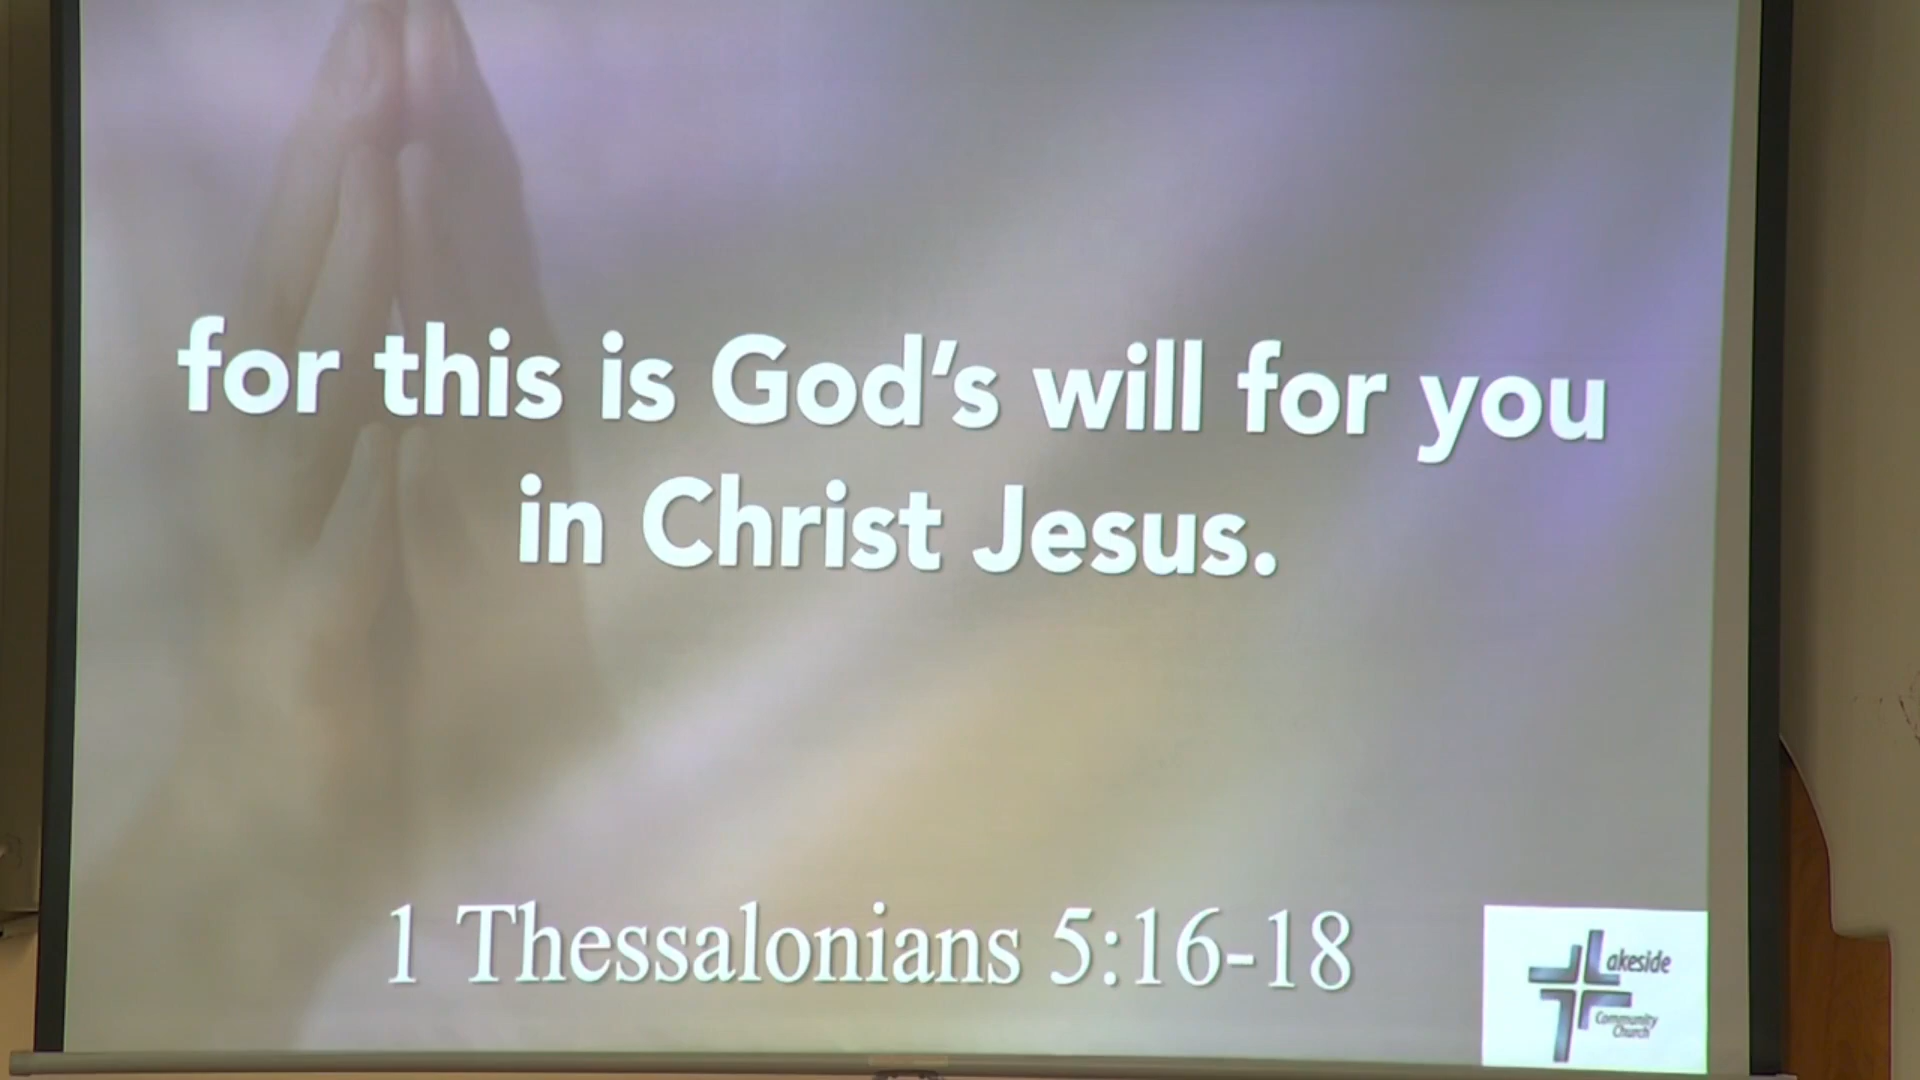 for this is God's will for you
in Christ Jesus.
1 Thessalonians 5:16-18
Lakeside
Community
Church